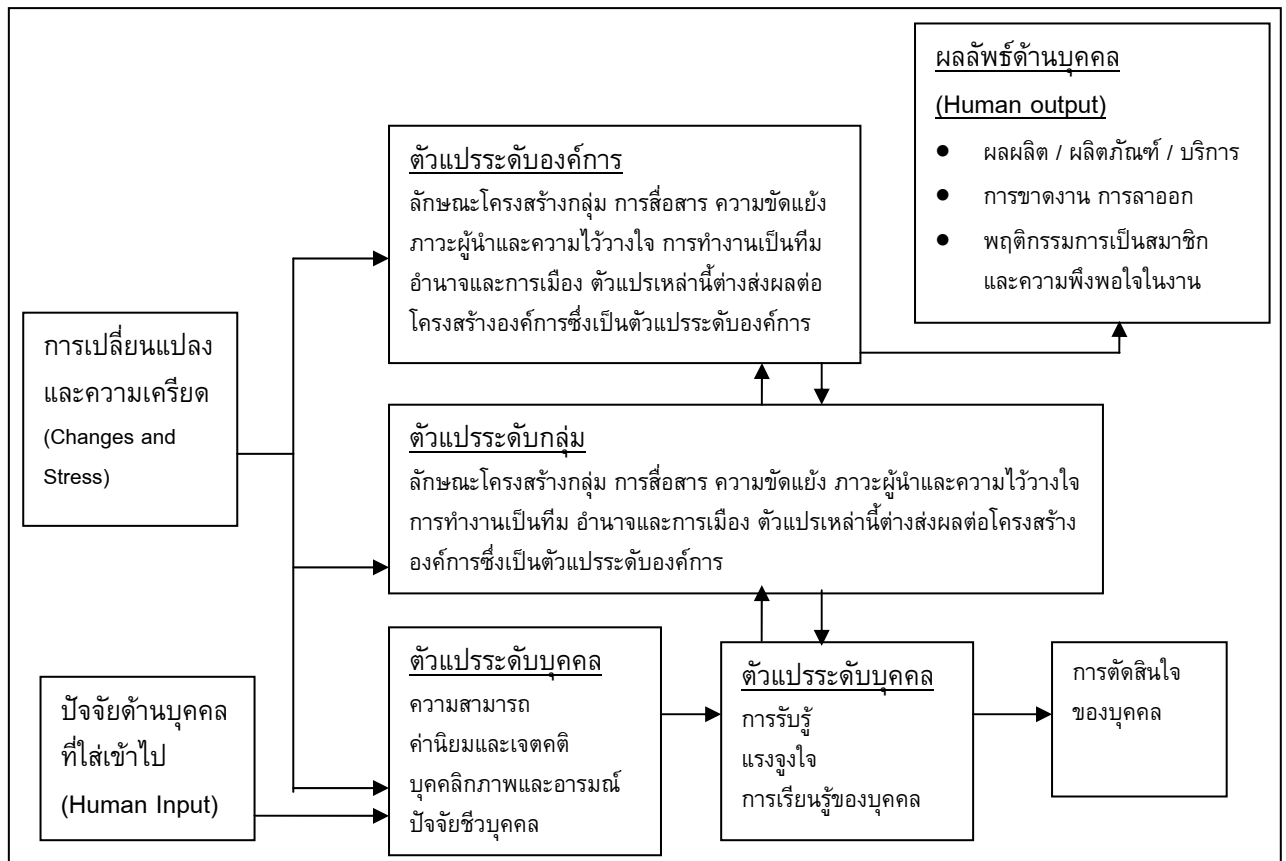 ผลลัพธ์ด้านบุคคล
(Human output)
● ผลผลิต / ผลิตภัณฑ์ / บริการ
● การขาดงาน การลาออก
● พฤติกรรมการเป็นสมาชิก
และความพึงพอใจในงาน
ตัวแปรระดับองค์การ
ลักษณะโครงสร้างกลุ่ม การสื่อสาร ความขัดแย้ง
ภาวะผู้นำและความไว้วางใจ การทำงานเป็นทีม
อำนาจและการเมือง ตัวแปรเหล่านี้ต่างส่งผลต่อ
โครงสร้างองค์การซึ่งเป็นตัวแปรระดับองค์การ
การเปลี่ยนแปลง
และความเครียด
(Changes and
Stress)
ตัวแปรระดับกลุ่ม
ลักษณะโครงสร้างกลุ่ม การสื่อสาร ความขัดแย้ง ภาวะผู้นำและความไว้วางใจ
การทำงานเป็นทีม อำนาจและการเมือง ตัวแปรเหล่านี้ต่างส่งผลต่อโครงสร้าง
องค์การซึ่งเป็นตัวแปรระดับองค์การ
ปัจจัยด้านบุคคล
ที่ใส่เข้าไป
(Human Input)
ตัวแปรระดับบุคคล
ความสามารถ
ค่านิยมและเจตคติ
บุคคลิกภาพและอารมณ์
ปัจจัยชีวบุคคล
ตัวแปรระดับบุคคล
การรับรู้
แรงจูงใจ
การเรียนรู้ของบุคคล
การตัดสินใจ
ของบุคคล